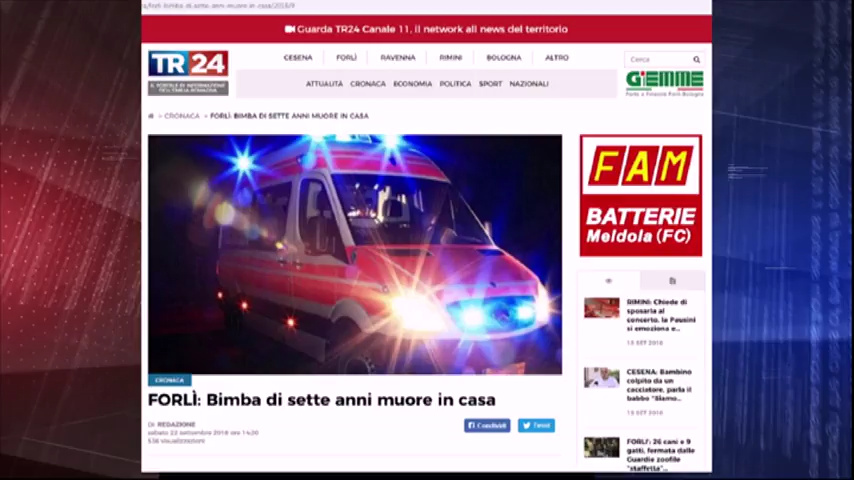 Guarda TR24 Canale 11, il network all news del territorio
TR24
CESENA FORLÌ RAVENNA RIMINI BOLOGNA ALTRO
Cerca
ATTUALITÀ CRONACA ECONOMIA POLITICA SPORT NAZIONALI
GIEMME
> CRONACA > FORLÌ: BIMBA DI SETTE ANNI MUORE IN CASA
FAM
BATTERIE
Meldola (FC)
RIMINI: Chiede di
sposarla al
concerto, la Pausini
si emoziona e...
15 SET 2018
CESENA: Bambino
colpito da un
cacciatore, parla il
babbo "Siamo...
15 SET 2018
FORLI': 26 cani e 9
gatti, fermata dalle
Guardie zoofile
"staffetta"...
CRONACA
FORLÌ: Bimba di sette anni muore in casa
DI REDAZIONE
sabato 22 settembre 2018 ore 14:20
Visualizzazioni
Condividi
Tweet